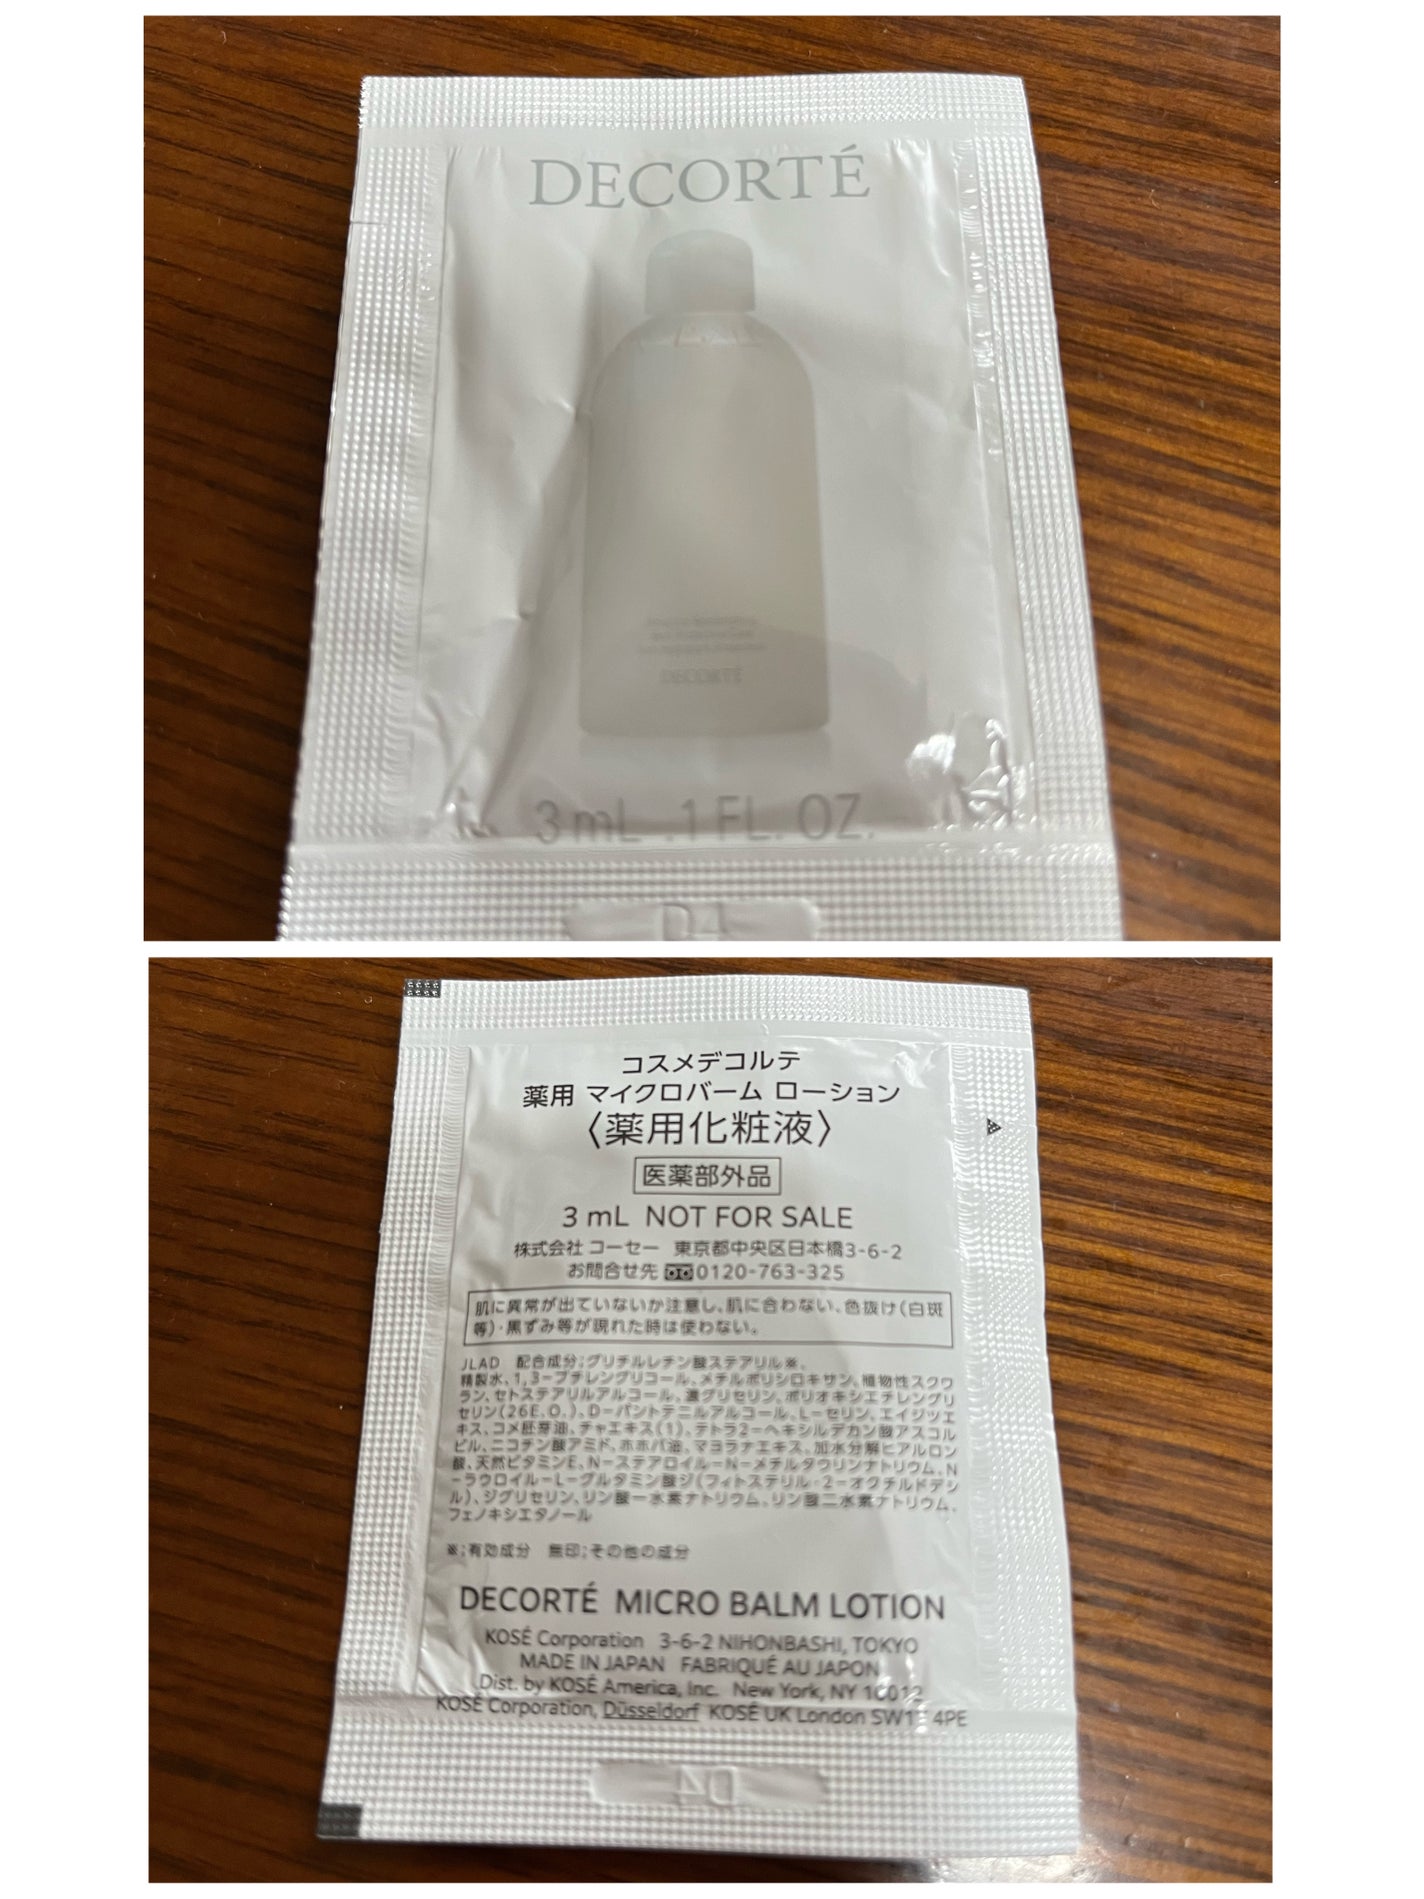 DECORTÉ
DECORTÉ
3 mL .1 FL. OZ.
D4
コスメデコルテ
薬用 マイクロバーム ローション
〈薬用化粧液〉
医薬部外品
3 mL NOT FOR SALE
株式会社 コーセー 東京都中央区日本橋3-6-2
お問合せ先 0120-763-325
肌に異常が出ていないか注意し、肌に合わない、色抜け(白斑
等)・黒ずみ等が現れた時は使わない。
JLAD 配合成分:グリチルレチン酸ステアリル※、
精製水、1,3-ブチレングリコール、メチルポリシロキサン、植物性スクワ
ラン、セトステアリルアルコール、濃グリセリン、ポリオキシエチレングリ
セリン(26E.O.)、D-パントテニルアルコール、L-セリン、エイジツエ
キス、コメ胚芽油、チャエキス(1)、テトラ2-ヘキシルデカン酸アスコル
ビル、ニコチン酸アミド、ホホバ油、マヨラナエキス、加水分解ヒアルロン
酸、天然ビタミンE、N-ステアロイル-N-メチルタウリンナトリウム、N
-ラウロイル-L-グルタミン酸ジ(フィトステリル・2-オクチルドデシ
ル)、ジグリセリン、リン酸一水素ナトリウム、リン酸二水素ナトリウム、
フェノキシエタノール
※:有効成分 無印:その他の成分
DECORTÉ MICRO BALM LOTION
KOSÉ Corporation 3-6-2 NIHONBASHI, TOKYO
MADE IN JAPAN FABRIQUÉ AU JAPON
Dist. by KOSÉ America, Inc. New York, NY 10012
KOSÉ Corporation, Düsseldorf KOSÉ UK London SW1E 4PE